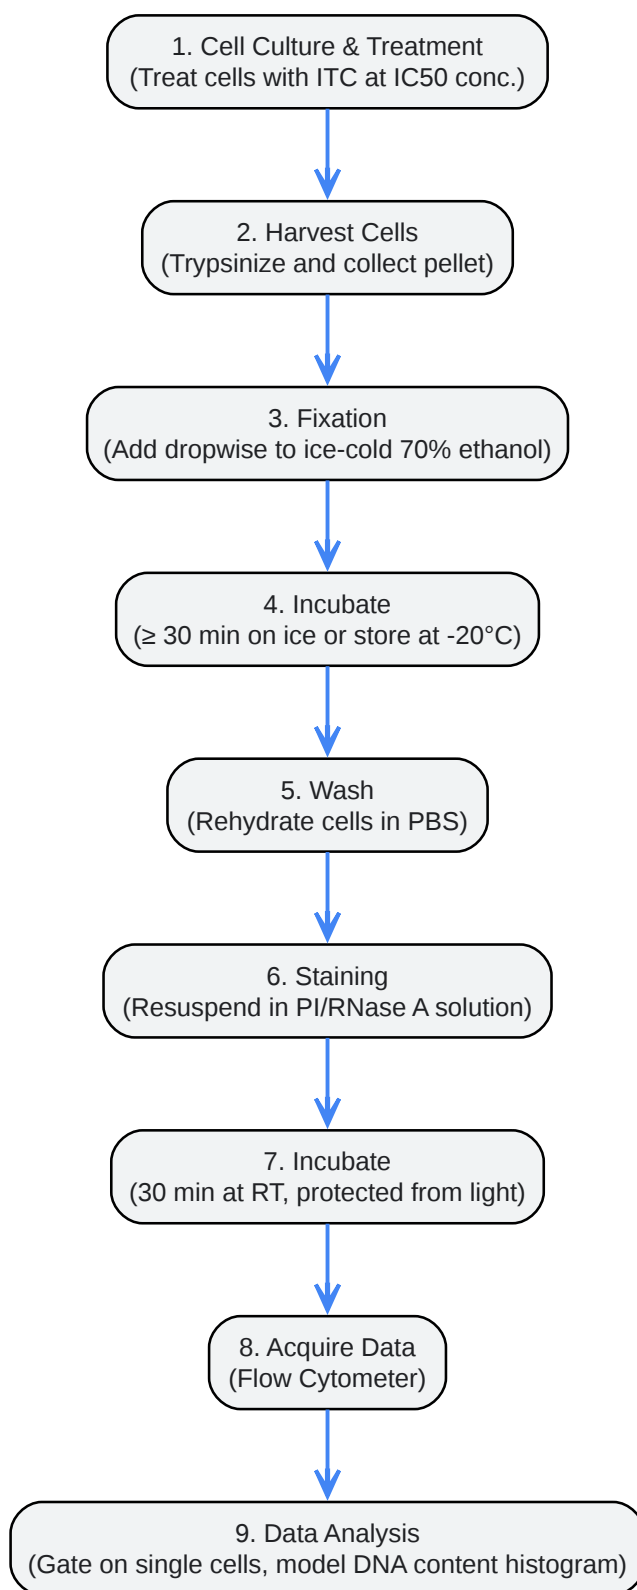 1. Cell Culture & Treatment
(Treat cells with ITC at IC50 conc.)
2. Harvest Cells
(Trypsinize and collect pellet)
3. Fixation
(Add dropwise to ice-cold 70% ethanol)
4. Incubate
(≥ 30 min on ice or store at -20°C)
5. Wash
(Rehydrate cells in PBS)
6. Staining
(Resuspend in PI/RNase A solution)
7. Incubate
(30 min at RT, protected from light)
8. Acquire Data
(Flow Cytometer)
9. Data Analysis
(Gate on single cells, model DNA content histogram)